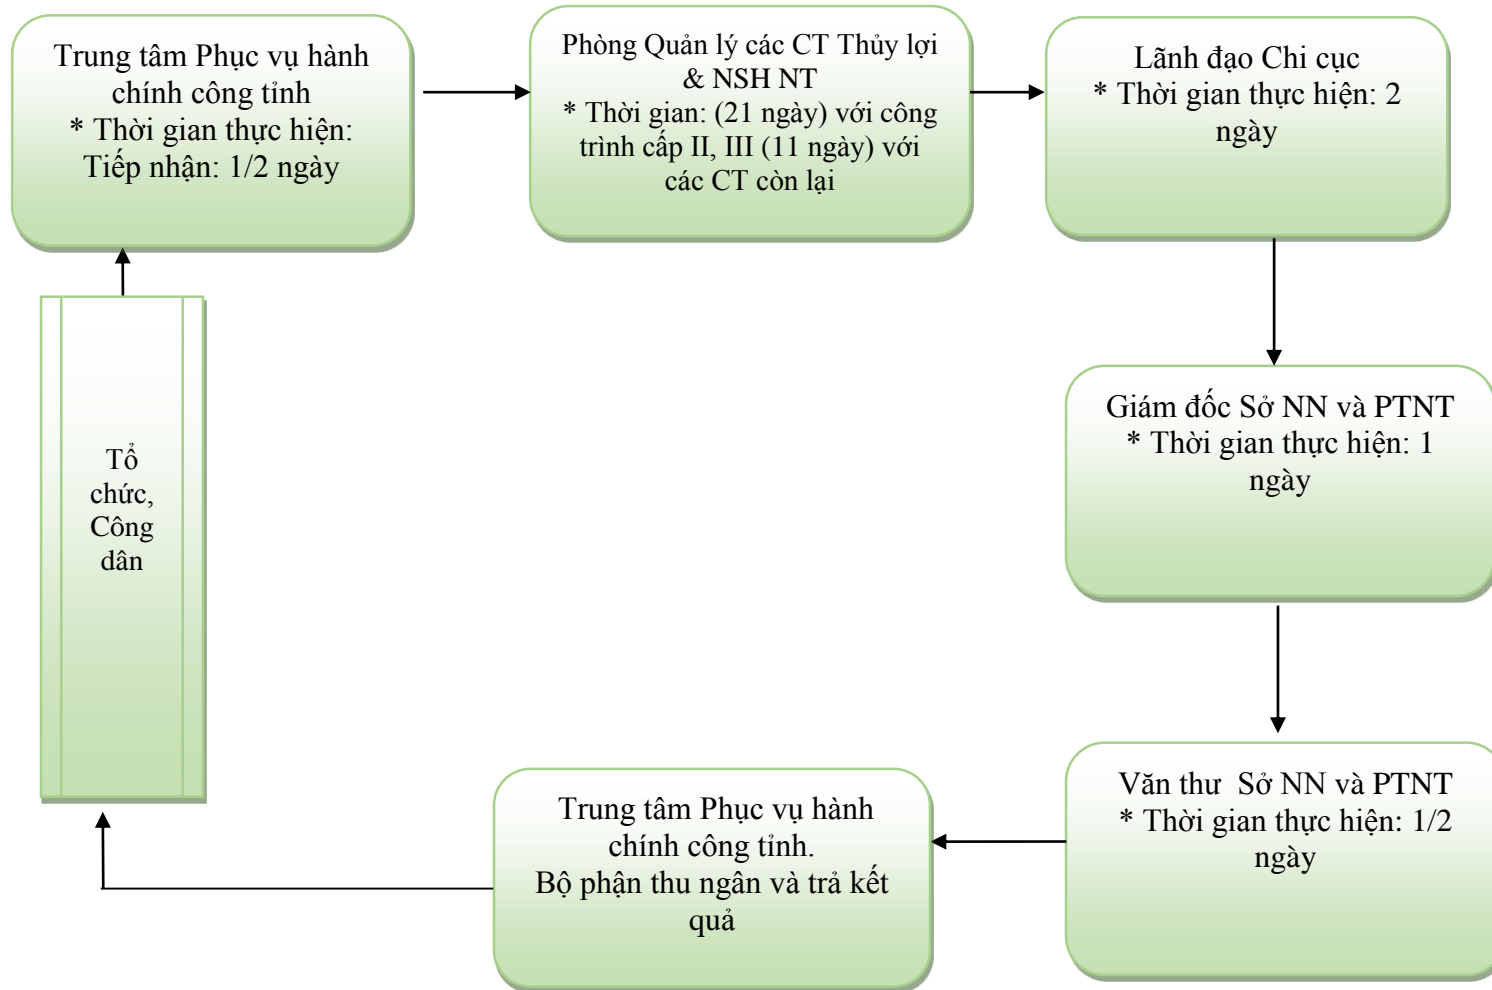 Trung tâm Phục vụ hành
chính công tỉnh
* Thời gian thực hiện:
Tiếp nhận: 1/2 ngày
Phòng Quản lý các CT Thủy lợi
& NSH NT
* Thời gian: (21 ngày) với công
trình cấp II, III (11 ngày) với
các CT còn lại
Lãnh đạo Chi cục
* Thời gian thực hiện: 2
ngày
Giám đốc Sở NN và PTNT
* Thời gian thực hiện: 1
ngày
Văn thư  Sở NN và PTNT
* Thời gian thực hiện: 1/2
ngày
Trung tâm Phục vụ hành
chính công tỉnh.
Bộ phận thu ngân và trả kết
quả
Tổ
chức,
Công
dân